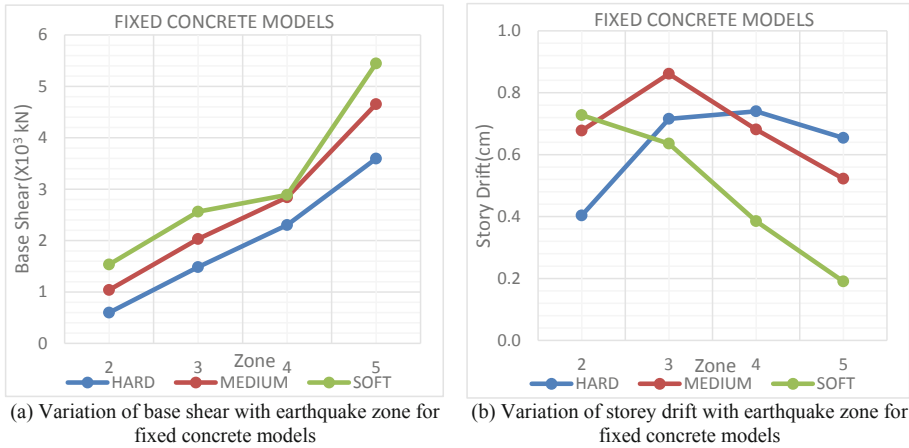 FIXED CONCRETE MODELS
6
5
4
3
2
1
0
Base Shear(X10³ kN)
2 3 4 5
Zone
HARD MEDIUM SOFT
(a) Variation of base shear with earthquake zone for
fixed concrete models
FIXED CONCRETE MODELS
1.0
0.8
0.6
0.4
0.2
0.0
Story Drift(cm)
2 3 4 5
Zone
HARD MEDIUM SOFT
(b) Variation of storey drift with earthquake zone for
fixed concrete models